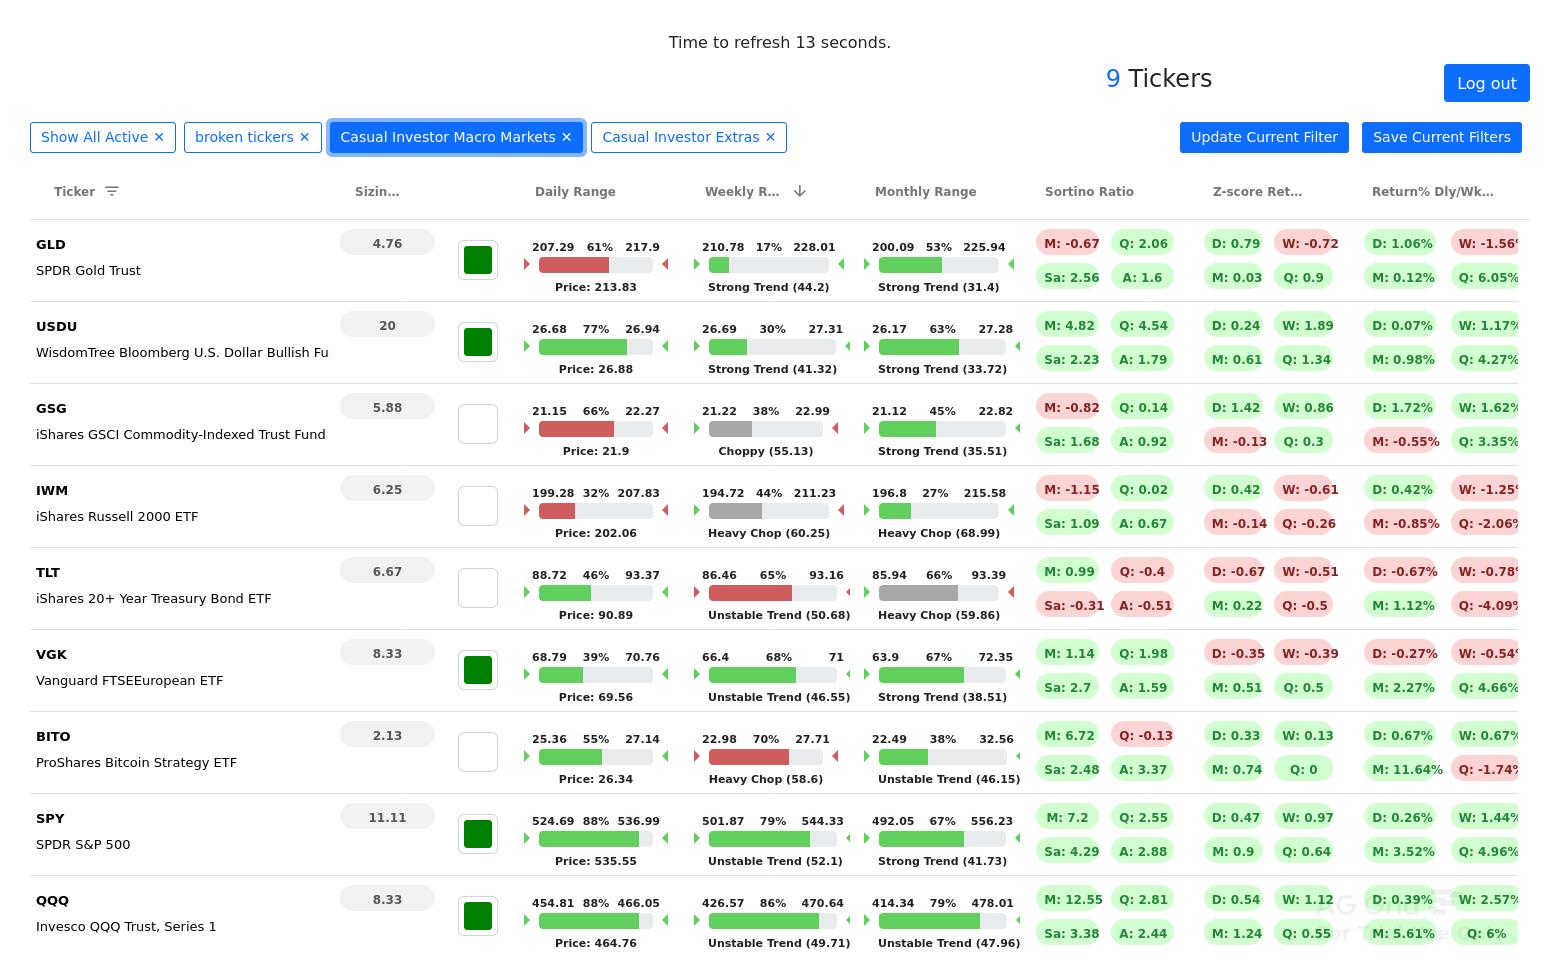 Time to refresh 13 seconds.
9 Tickers
Log out
Show All Active ✕ broken tickers ✕ Casual Investor Macro Markets ✕ Casual Investor Extras ✕ Update Current Filter Save Current Filters
Ticker Sizin... Daily Range Weekly R... Monthly Range Sortino Ratio Z-score Ret... Return% Dly/Wk...
GLD 4.76 207.29 61% 217.9 210.78 17% 228.01 200.09 53% 225.94 M: -0.67 Q: 2.06 D: 0.79 W: -0.72 D: 1.06% W: -1.56%
SPDR Gold Trust Price: 213.83 Strong Trend (44.2) Strong Trend (31.4) Sa: 2.56 A: 1.6 M: 0.03 Q: 0.9 M: 0.12% Q: 6.05%
USDU 20 26.68 77% 26.94 26.69 30% 27.31 26.17 63% 27.28 M: 4.82 Q: 4.54 D: 0.24 W: 1.89 D: 0.07% W: 1.17%
WisdomTree Bloomberg U.S. Dollar Bullish Fu Price: 26.88 Strong Trend (41.32) Strong Trend (33.72) Sa: 2.23 A: 1.79 M: 0.61 Q: 1.34 M: 0.98% Q: 4.27%
GSG 5.88 21.15 66% 22.27 21.22 38% 22.99 21.12 45% 22.82 M: -0.82 Q: 0.14 D: 1.42 W: 0.86 D: 1.72% W: 1.62%
iShares GSCI Commodity-Indexed Trust Fund Price: 21.9 Choppy (55.13) Strong Trend (35.51) Sa: 1.68 A: 0.92 M: -0.13 Q: 0.3 M: -0.55% Q: 3.35%
IWM 6.25 199.28 32% 207.83 194.72 44% 211.23 196.8 27% 215.58 M: -1.15 Q: 0.02 D: 0.42 W: -0.61 D: 0.42% W: -1.25%
iShares Russell 2000 ETF Price: 202.06 Heavy Chop (60.25) Heavy Chop (68.99) Sa: 1.09 A: 0.67 M: -0.14 Q: -0.26 M: -0.85% Q: -2.06%
TLT 6.67 88.72 46% 93.37 86.46 65% 93.16 85.94 66% 93.39 M: 0.99 Q: -0.4 D: -0.67 W: -0.51 D: -0.67% W: -0.78%
iShares 20+ Year Treasury Bond ETF Price: 90.89 Unstable Trend (50.68) Heavy Chop (59.86) Sa: -0.31 A: -0.51 M: 0.22 Q: -0.5 M: 1.12% Q: -4.09%
VGK 8.33 68.79 39% 70.76 66.4 68% 71 63.9 67% 72.35 M: 1.14 Q: 1.98 D: -0.35 W: -0.39 D: -0.27% W: -0.54%
Vanguard FTSEEuropean ETF Price: 69.56 Unstable Trend (46.55) Strong Trend (38.51) Sa: 2.7 A: 1.59 M: 0.51 Q: 0.5 M: 2.27% Q: 4.66%
BITO 2.13 25.36 55% 27.14 22.98 70% 27.71 22.49 38% 32.56 M: 6.72 Q: -0.13 D: 0.33 W: 0.13 D: 0.67% W: 0.67%
ProShares Bitcoin Strategy ETF Price: 26.34 Heavy Chop (58.6) Unstable Trend (46.15) Sa: 2.48 A: 3.37 M: 0.74 Q: 0 M: 11.64% Q: -1.74%
SPY 11.11 524.69 88% 536.99 501.87 79% 544.33 492.05 67% 556.23 M: 7.2 Q: 2.55 D: 0.47 W: 0.97 D: 0.26% W: 1.44%
SPDR S&P 500 Price: 535.55 Unstable Trend (52.1) Strong Trend (41.73) Sa: 4.29 A: 2.88 M: 0.9 Q: 0.64 M: 3.52% Q: 4.96%
QQQ 8.33 454.81 88% 466.05 426.57 86% 470.64 414.34 79% 478.01 M: 12.55 Q: 2.81 D: 0.54 W: 1.12 D: 0.39% W: 2.57%
Invesco QQQ Trust, Series 1 Price: 464.76 Unstable Trend (49.71) Unstable Trend (47.96) Sa: 3.38 A: 2.44 M: 1.24 Q: 0.55 M: 5.61% Q: 6%